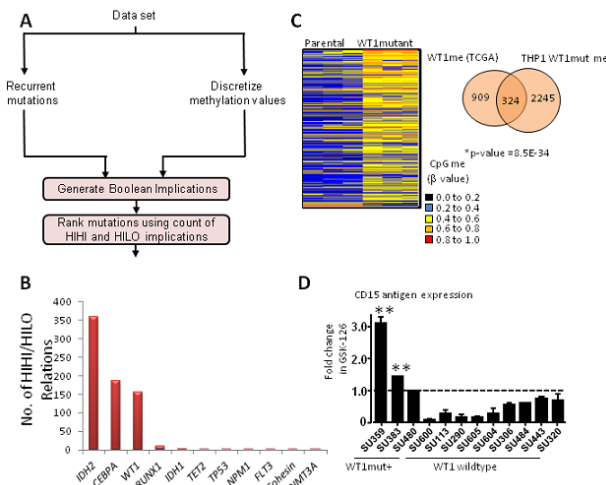 A
Data set
Recurrent mutations
Discretize methylation values
Generate Boolean Implications
Rank mutations using count of HIHI and HILO implications
B
No. of HIHI/HILO Relations
400
350
300
250
200
150
100
50
0
IDH2
CEBPA
WT1
RUNX1
IDH1
TET2
TP53
NPM1
FLT3
C
Parental WT1mutant
WT1me (TCGA)
THP1 WT1mut me
909
324
2245
*p-value =8.5E-34
CpG me
(β value)
0.0 to 0.2
0.2 to 0.4
0.4 to 0.6
0.6 to 0.8
0.8 to 1.0
D
CD15 antigen expression
Fold change in GSK-126
3.0
2.0
1.0
0.0
**
**
SU359
SU383
SU480
SU600
SU113
SU290
SU605
SU604
SU306
SU484
SU443
SU320
WT1mut+
WT1 wildtype